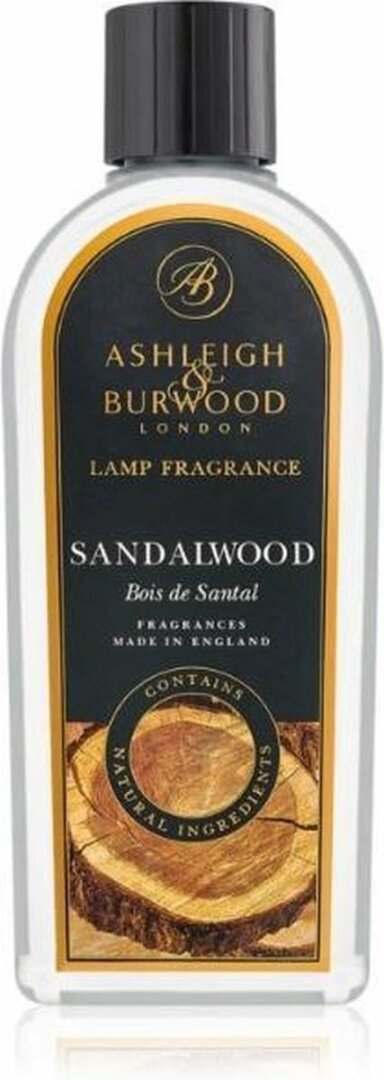 AB
ASHLEIGH
&
BURWOOD
LONDON
LAMP FRAGRANCE
SANDALWOOD
Bois de Santal
FRAGRANCES
MADE IN ENGLAND
CONTAINS
NATURAL INGREDIENTS